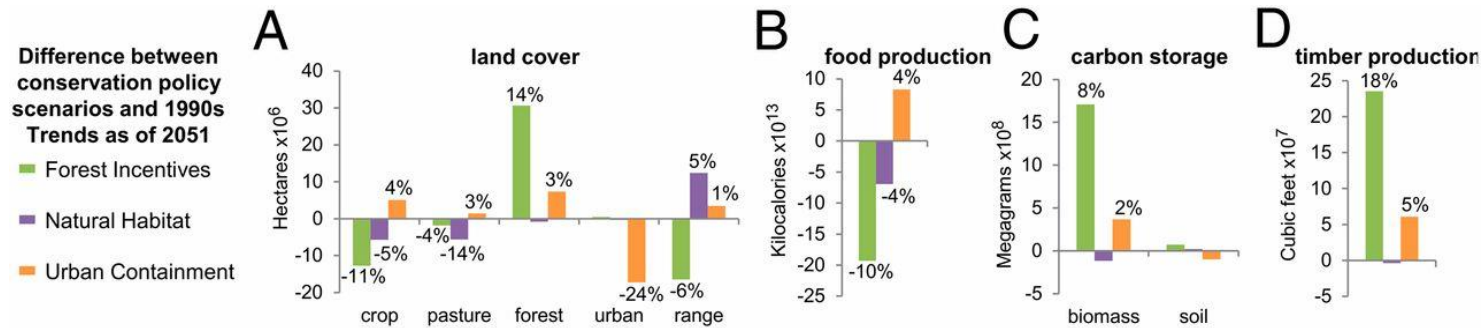 Difference between
conservation policy
scenarios and 1990s
Trends as of 2051
Forest Incentives
Natural Habitat
Urban Containment
A
land cover
Hectares x10⁶
40
30
20
10
0
-10
-20
-11%
-5%
4%
-4%
-14%
3%
14%
3%
-24%
-6%
5%
1%
crop pasture forest urban range
B
food production
Kilocalories x10¹³
10
5
0
-5
-10
-15
-20
-25
-10%
-4%
4%
C
carbon storage
Megagrams x10⁸
20
15
10
5
0
-5
8%
2%
biomass soil
D
timber production
Cubic feet x10⁷
25
20
15
10
5
0
-5
18%
5%